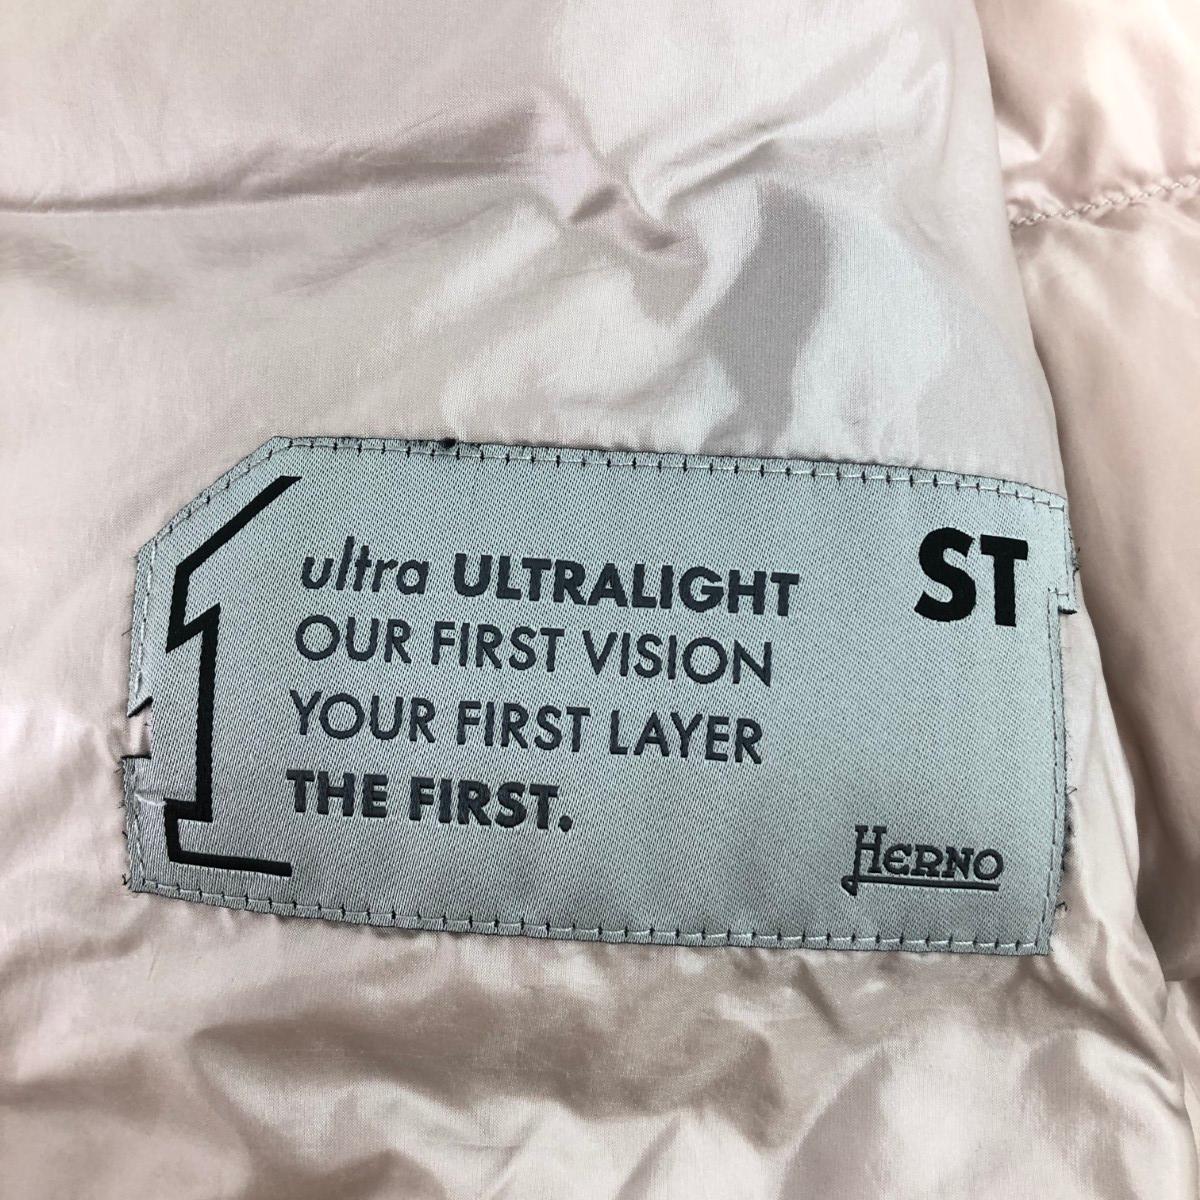 ultra ULTRALIGHT
ST
OUR FIRST VISION
YOUR FIRST LAYER
THE FIRST.
HERNO